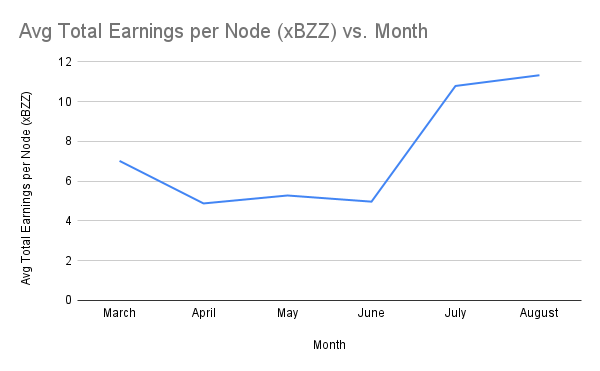 Avg Total Earnings per Node (xBZZ) vs. Month
Avg Total Earnings per Node (xBZZ)
12
10
8
6
4
2
0
March April May June July August
Month